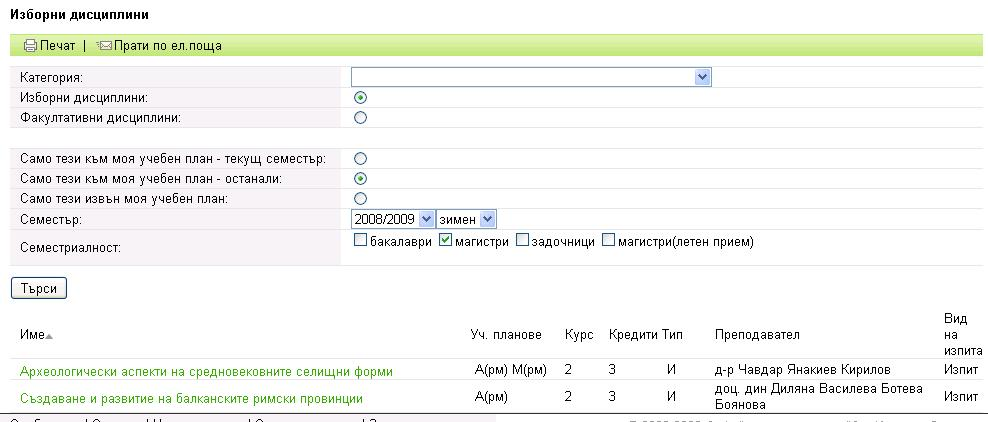 Изборни дисциплини
Печат | Прати по ел.поща
Категория:
Изборни дисциплини:
Факултативни дисциплини:
Само тези към моя учебен план - текущ семестър:
Само тези към моя учебен план - останали:
Само тези извън моя учебен план:
Семестър: 2008/2009 зимен
Семестриалност: бакалаври магистри задочници магистри(летен прием)
Търси
Име Уч. планове Курс Кредити Тип Преподавател Вид на изпита
Археологически аспекти на средновековните селищни форми А(рм) М(рм) 2 3 И д-р Чавдар Янакиев Кирилов Изпит
Създаване и развитие на балканските римски провинции А(рм) 2 3 И доц. дин Диляна Василева Ботева Боянова Изпит